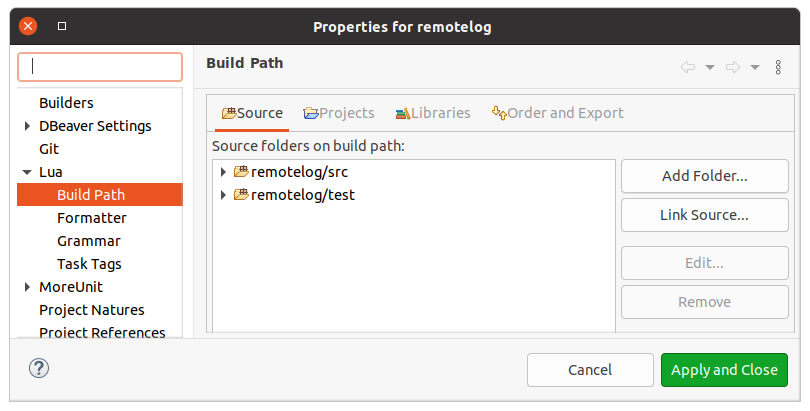 Properties for remotelog
Build Path
Builders
DBeaver Settings
Git
Lua
Build Path
Formatter
Grammar
Task Tags
MoreUnit
Project Natures
Project References
Source Projects Libraries Order and Export
Source folders on build path:
remotelog/src
remotelog/test
Add Folder...
Link Source...
Edit...
Remove
?
Cancel
Apply and Close